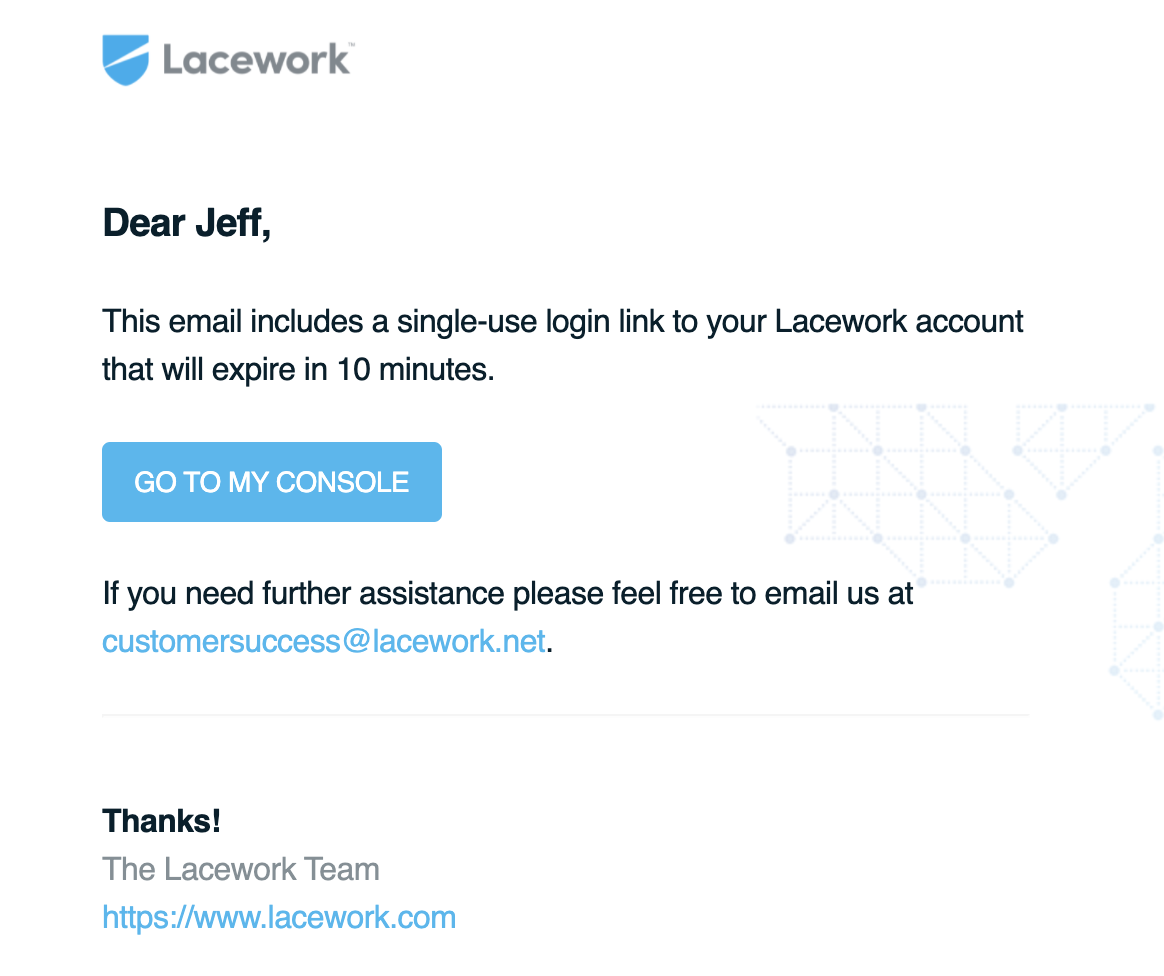 Lacework™
Dear Jeff,
This email includes a single-use login link to your Lacework account
that will expire in 10 minutes.
GO TO MY CONSOLE
If you need further assistance please feel free to email us at
customersuccess@lacework.net.
Thanks!
The Lacework Team
https://www.lacework.com